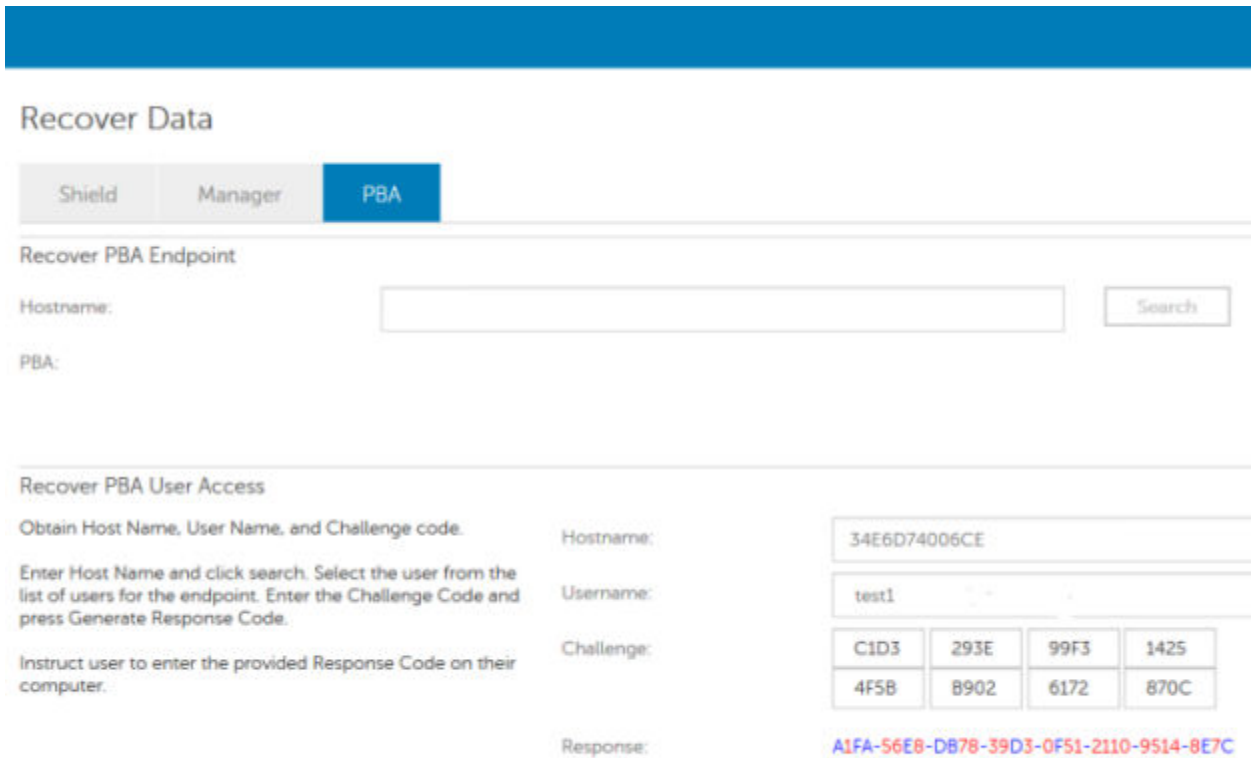 Recover Data
Shield Manager PBA
Recover PBA Endpoint
Hostname: Search
PBA:
Recover PBA User Access
Obtain Host Name, User Name, and Challenge code.
Enter Host Name and click search. Select the user from the
list of users for the endpoint. Enter the Challenge Code and
press Generate Response Code.
Instruct user to enter the provided Response Code on their
computer.
Hostname: 34E6D74006CE
Username: test1
Challenge: C1D3 293E 99F3 1425
4F5B B902 6172 870C
Response: A1FA-56E8-DB78-39D3-0F51-2110-9514-8E7C